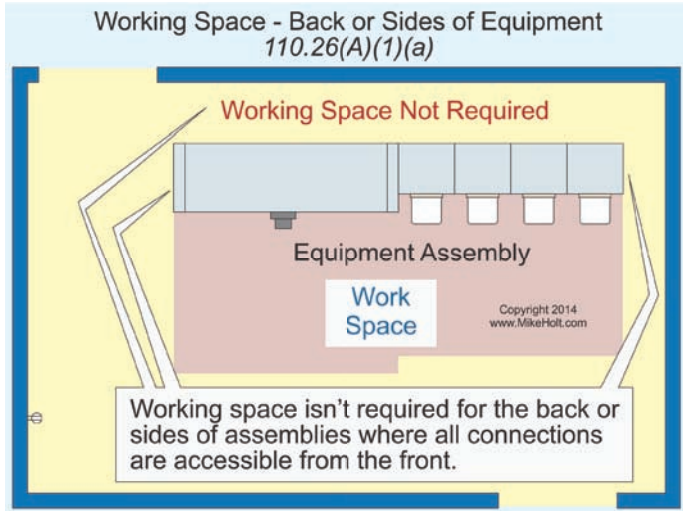 Working Space - Back or Sides of Equipment
110.26(A)(1)(a)
Working Space Not Required
Equipment Assembly
Work
Space
Copyright 2014
www.MikeHolt.com
Working space isn't required for the back or
sides of assemblies where all connections
are accessible from the front.